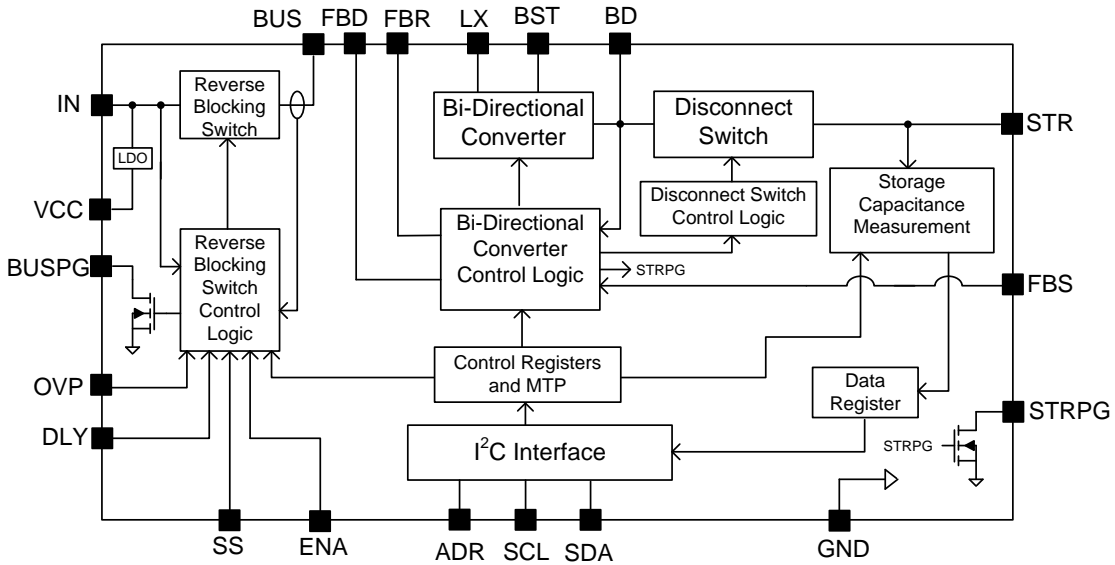 BUS
FBD
FBR
LX
BST
BD
IN
Reverse
Blocking
Switch
Bi-Directional
Converter
Disconnect
Switch
STR
LDO
VCC
Disconnect Switch
Control Logic
Storage
Capacitance
Measurement
Bi-Directional
Converter
Control Logic
Reverse
Blocking
Switch
Control
Logic
BUSPG
STRPG
FBS
Control Registers
and MTP
Data
Register
OVP
STRPG
DLY
I²C Interface
STRPG
SS
ENA
ADR
SCL
SDA
GND